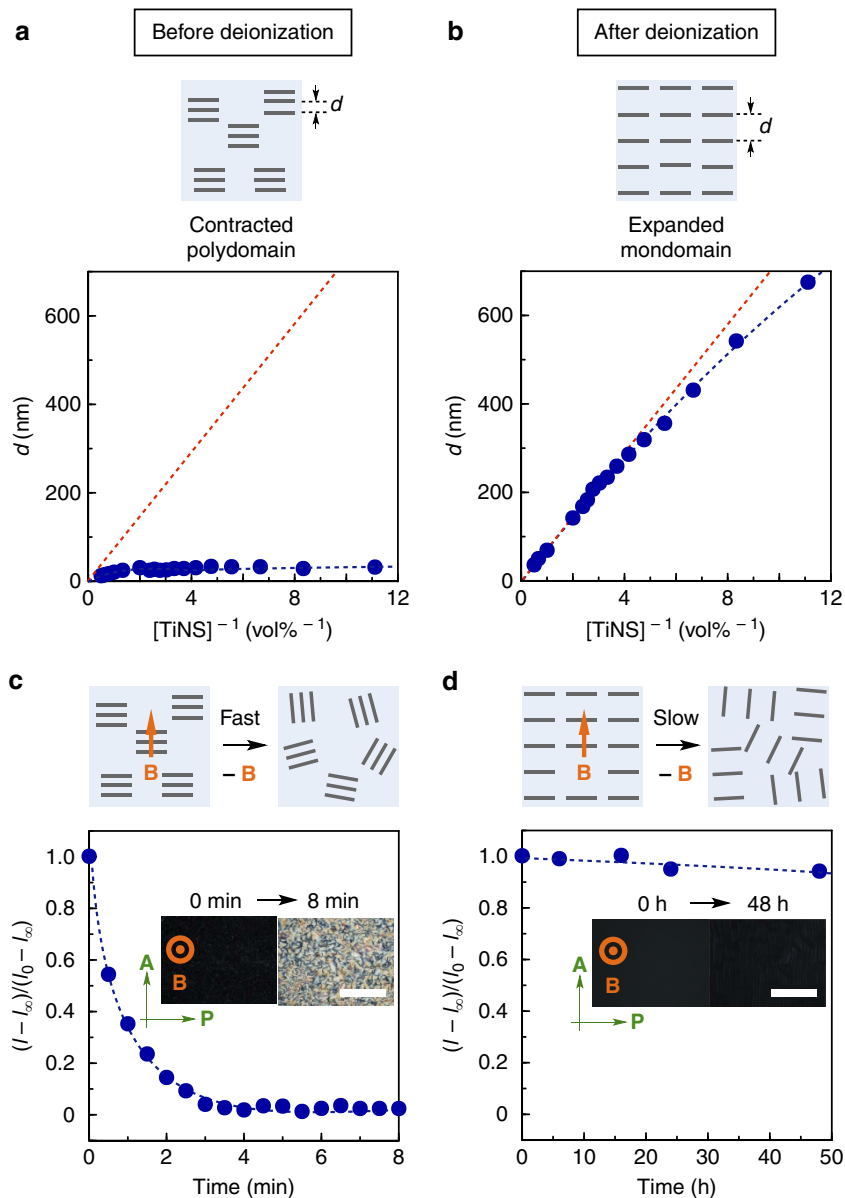 a
Before deionization
b
After deionization
d
d
Contracted
polydomain
Expanded
mondomain
600
400
200
0
d (nm)
0 4 8 12
[TiNS]⁻¹ (vol%⁻¹)
600
400
200
0
d (nm)
0 4 8 12
[TiNS]⁻¹ (vol%⁻¹)
c
B
Fast
– B
d
B
Slow
– B
1.0
0.8
0.6
0.4
0.2
0
(I – I∞)/(I₀ – I∞)
0 min → 8 min
B
A
P
0 2 4 6 8
Time (min)
1.0
0.8
0.6
0.4
0.2
0
(I – I∞)/(I₀ – I∞)
0 h → 48 h
B
A
P
0 10 20 30 40 50
Time (h)